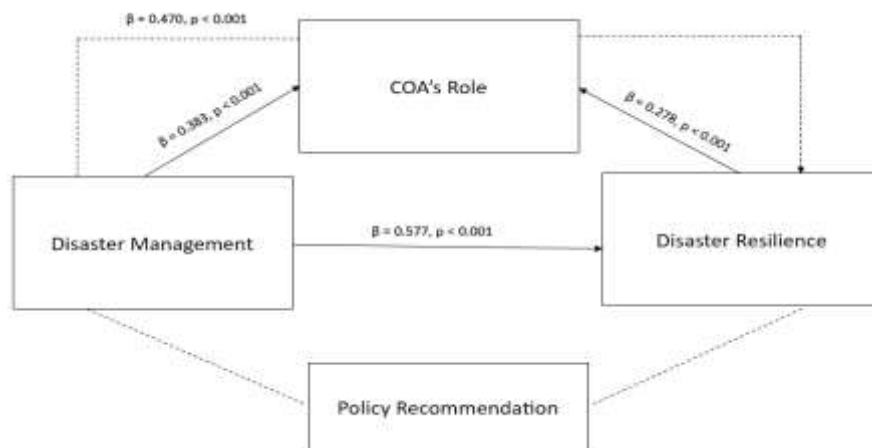 β = 0.470, p < 0.001
COA's Role
β = 0.383, p < 0.001
β = 0.278, p < 0.001
Disaster Management
β = 0.577, p < 0.001
Disaster Resilience
Policy Recommendation